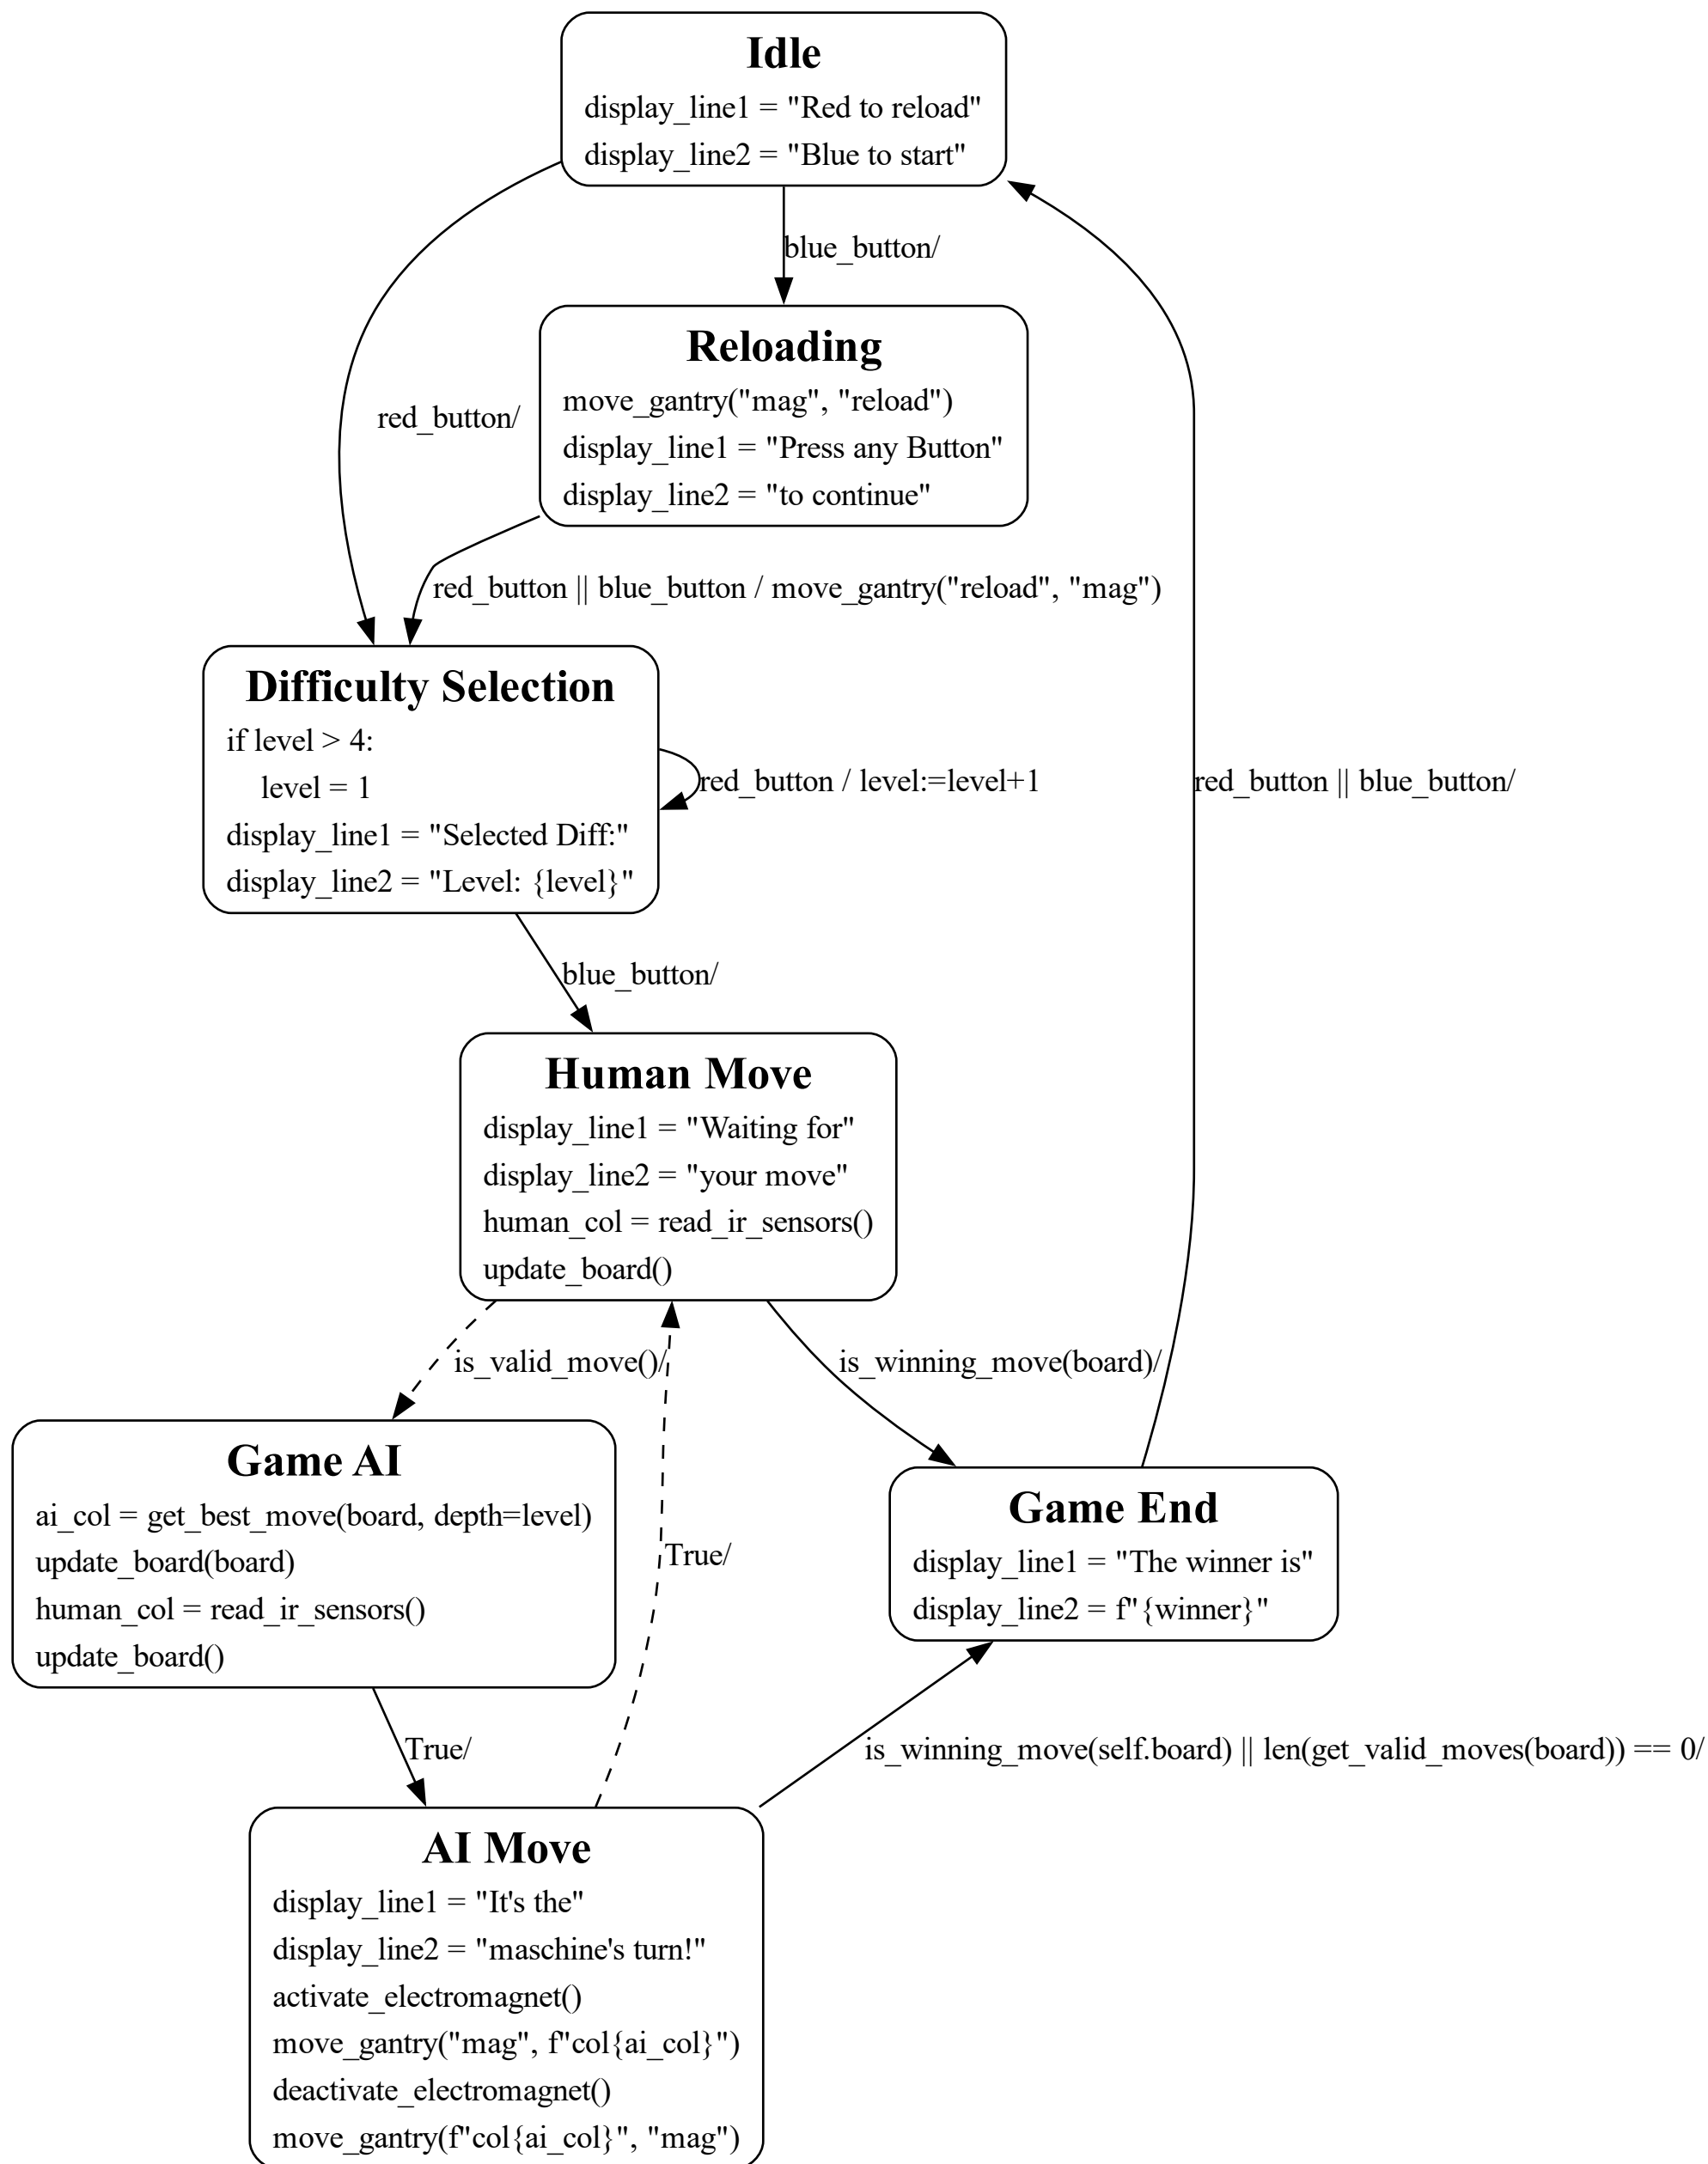 Idle
display_line1 = "Red to reload"
display_line2 = "Blue to start"
blue_button/
Reloading
move_gantry("mag", "reload")
display_line1 = "Press any Button"
display_line2 = "to continue"
red_button/
red_button || blue_button / move_gantry("reload", "mag")
Difficulty Selection
if level > 4:
level = 1
display_line1 = "Selected Diff:"
display_line2 = "Level: {level}"
red_button / level:=level+1
red_button || blue_button/
blue_button/
Human Move
display_line1 = "Waiting for"
display_line2 = "your move"
human_col = read_ir_sensors()
update_board()
is_valid_move()/
is_winning_move(board)/
Game AI
ai_col = get_best_move(board, depth=level)
update_board(board)
human_col = read_ir_sensors()
update_board()
True/
Game End
display_line1 = "The winner is"
display_line2 = f"{winner}"
True/
is_winning_move(self.board) || len(get_valid_moves(board)) == 0/
AI Move
display_line1 = "It's the"
display_line2 = "maschine's turn!"
activate_electromagnet()
move_gantry("mag", f"col{ai_col}")
deactivate_electromagnet()
move_gantry(f"col{ai_col}", "mag")